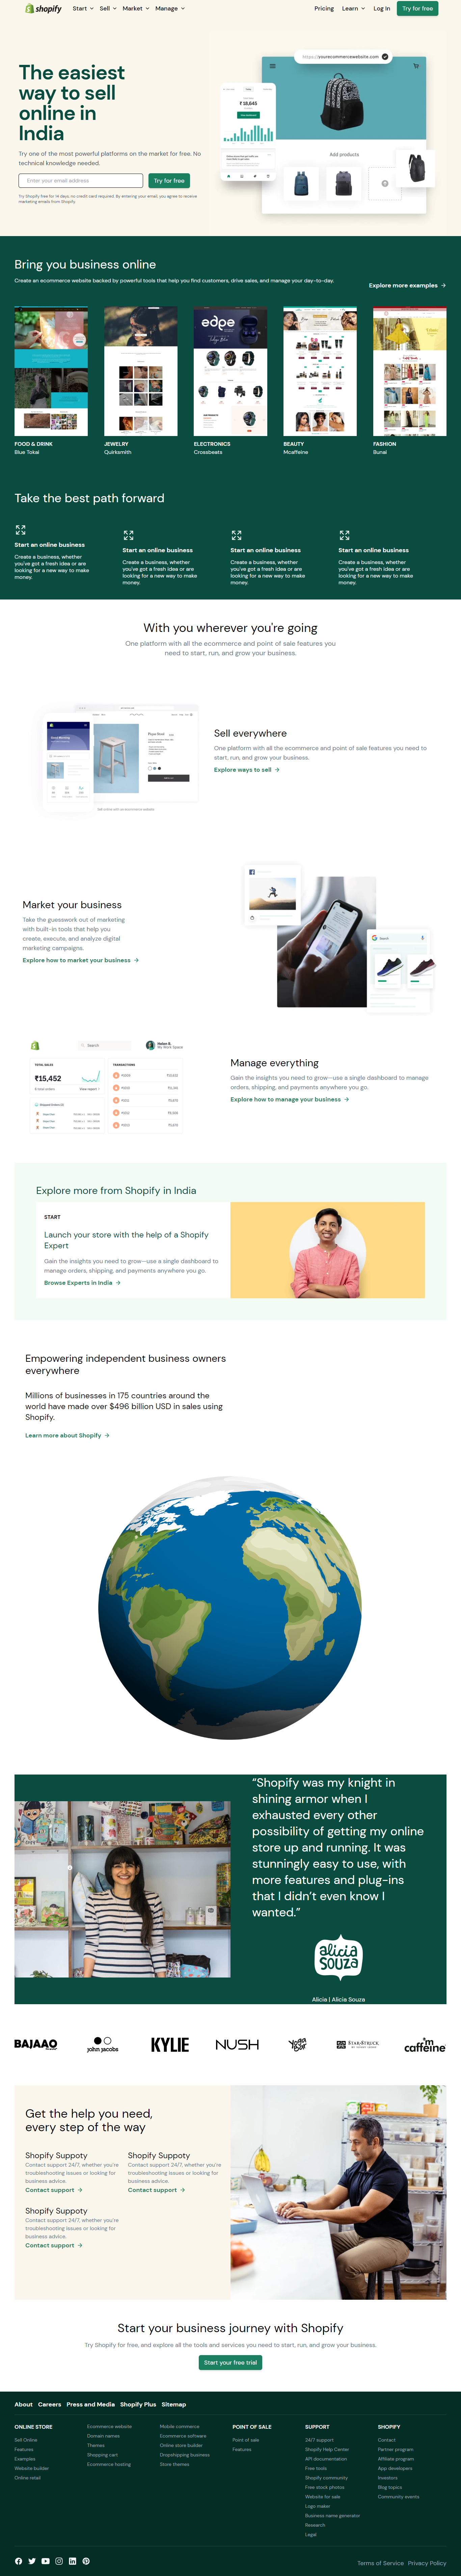 shopify
Start
Sell
Market
Manage
Pricing
Learn
Log In
Try for free
The easiest
way to sell
online in
India
Try one of the most powerful platforms on the market for free. No
technical knowledge needed.
Enter your email address
Try for free
Try Shopify free for 14 days, no credit card required. By entering your email, you agree to receive
marketing emails from Shopify.
https://yourecommercewebsite.com
₹ 18,645
Add products
Bring you business online
Create an ecommerce website backed by powerful tools that help you find customers, drive sales, and manage your day-to-day.
Explore more examples
edge
FOOD & DRINK
Blue Tokai
JEWELRY
Quirksmith
ELECTRONICS
Crossbeats
BEAUTY
Mcaffeine
FASHION
Bunai
Take the best path forward
Start an online business
Create a business, whether
you've got a fresh idea or are
looking for a new way to make
money.
Start an online business
Create a business, whether
you've got a fresh idea or are
looking for a new way to make
money.
Start an online business
Create a business, whether
you've got a fresh idea or are
looking for a new way to make
money.
Start an online business
Create a business, whether
you've got a fresh idea or are
looking for a new way to make
money.
With you wherever you're going
One platform with all the ecommerce and point of saile features you
need to start, run, and grow your business.
Sell online with an ecommerce website
Sell everywhere
One platform with all the ecommerce and point of sale features you need to
start, run, and grow your business.
Explore ways to sell
Market your business
Take the guesswork out of marketing
with built-in tools that help you
create, execute, and analyze digital
marketing campaigns.
Explore how to market your business
Search
Search
Helen B.
My Work Space
TOTAL SALES
₹15,452
TRANSACTIONS
Manage everything
Gain the insights you need to grow—use a single dashboard to manage
orders, shipping, and payments anywhere you go.
Explore how to manage your business
Explore more from Shopify in India
START
Launch your store with the help of a Shopify
Expert
Gain the insights you need to grow—use a single dashboard to
manage orders, shipping, and payments anywhere you go.
Browse Experts in India
Empowering independent business owners
everywhere
Millions of businesses in 175 countries around the
world have made over $496 billion USD in sales using
Shopify.
Learn more about Shopify
“Shopify was my knight in
shining armor when I
exhausted every other
possibility of getting my online
store up and running. It was
stunningly easy to use, with
more features and plug-ins
that I didn’t even know I
wanted.”
alicia
souza
Alicia | Alicia Souza
BAJAAO
john jacobs
KYLIE
NUSH
Yoga
Bar
STAR STRUCK
I'm
caffeine
Get the help you need,
every step of the way
Shopify Suppoty
Contact support 24/7, whether you're
troubleshooting issues or looking for
business advice.
Contact support
Shopify Suppoty
Contact support 24/7, whether you're
troubleshooting issues or looking for
business advice.
Contact support
Shopify Suppoty
Contact support 24/7, whether you're
troubleshooting issues or looking for
business advice.
Contact support
Start your business journey with Shopify
Try Shopify for free, and explore all the tools and services you need to start, run, and grow your business.
Start your free trial
About
Careers
Press and Media
Shopify Plus
Sitemap
ONLINE STORE
Sell Online
Features
Examples
Website builder
Online retail
Ecommerce website
Domain names
Themes
Shopping cart
Ecommerce hosting
Mobile commerce
Ecommerce software
Online store builder
Dropshipping business
Store themes
POINT OF SALE
Point of sale
Features
SUPPORT
24/7 support
Shopify Help Center
API documentation
Free tools
Shopify community
Free stock photos
Website for sale
Logo maker
Business name generator
Research
Legal
SHOPIFY
Contact
Partner program
Affiliate program
App developers
Investors
Blog topics
Community events
Terms of Service
Privacy Policy